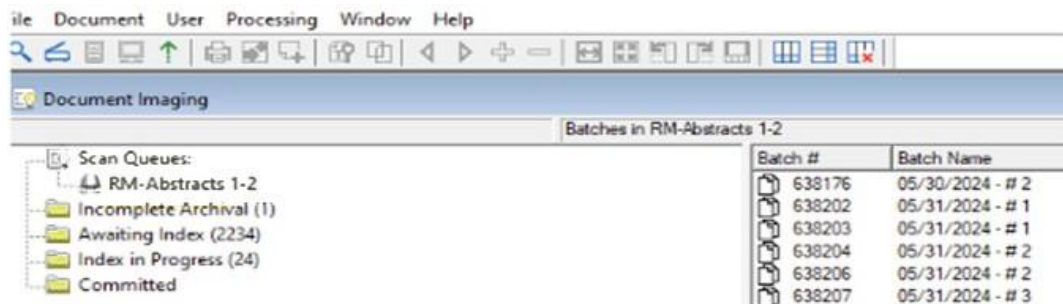 ile Document User Processing Window Help
Document Imaging
Batches in RM-Abstracts 1-2
Scan Queues:
RM-Abstracts 1-2
Incomplete Archival (1)
Awaiting Index (2234)
Index in Progress (24)
Committed
Batch # Batch Name
638176 05/30/2024 - # 2
638202 05/31/2024 - # 1
638203 05/31/2024 - # 1
638204 05/31/2024 - # 2
638206 05/31/2024 - # 2
638207 05/31/2024 - # 3